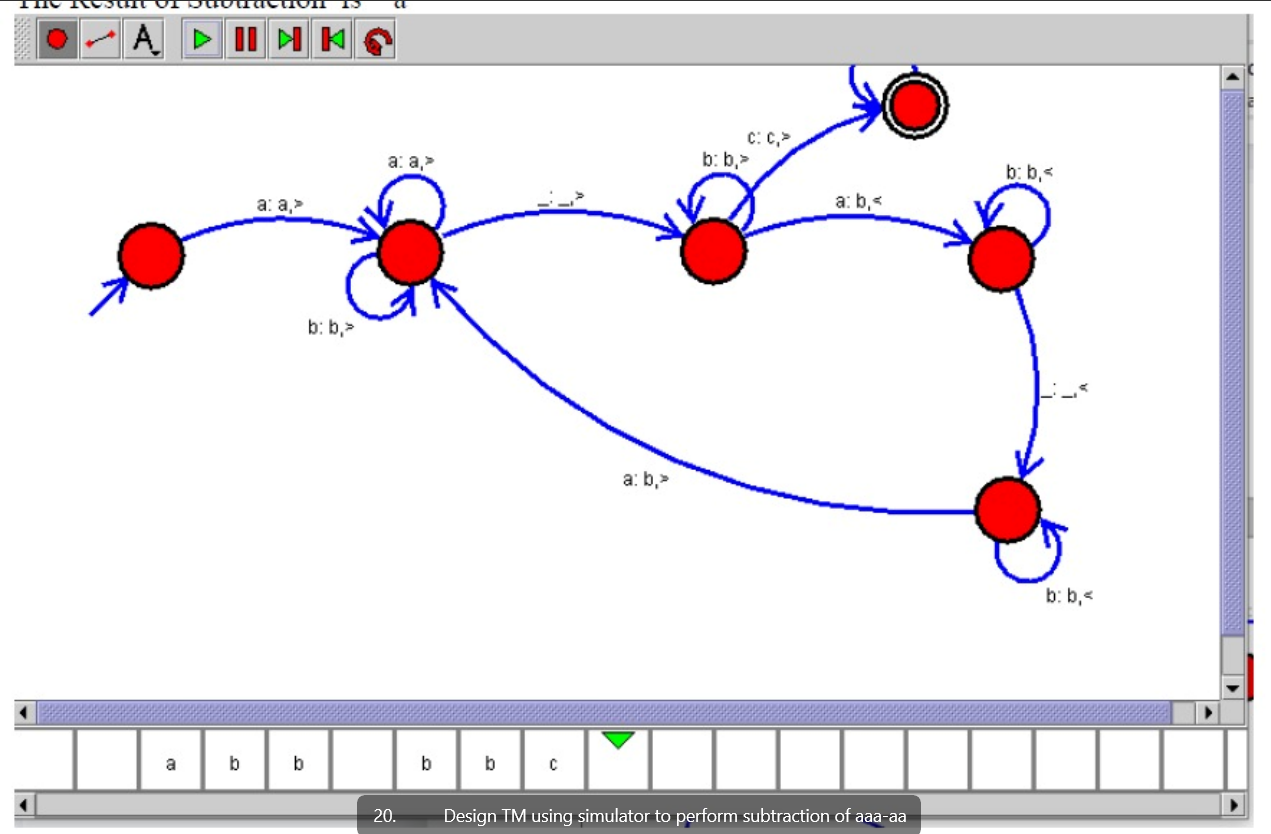 The Result of Subtraction is a
A
c: c,>
a: a,>
b: b,>
b: b,<
a: a,>
_: _,>
a: b,<
b: b,>
_: _,<
a: b,>
b: b,<
a b b b b c
20. Design TM using simulator to perform subtraction of aaa-aa